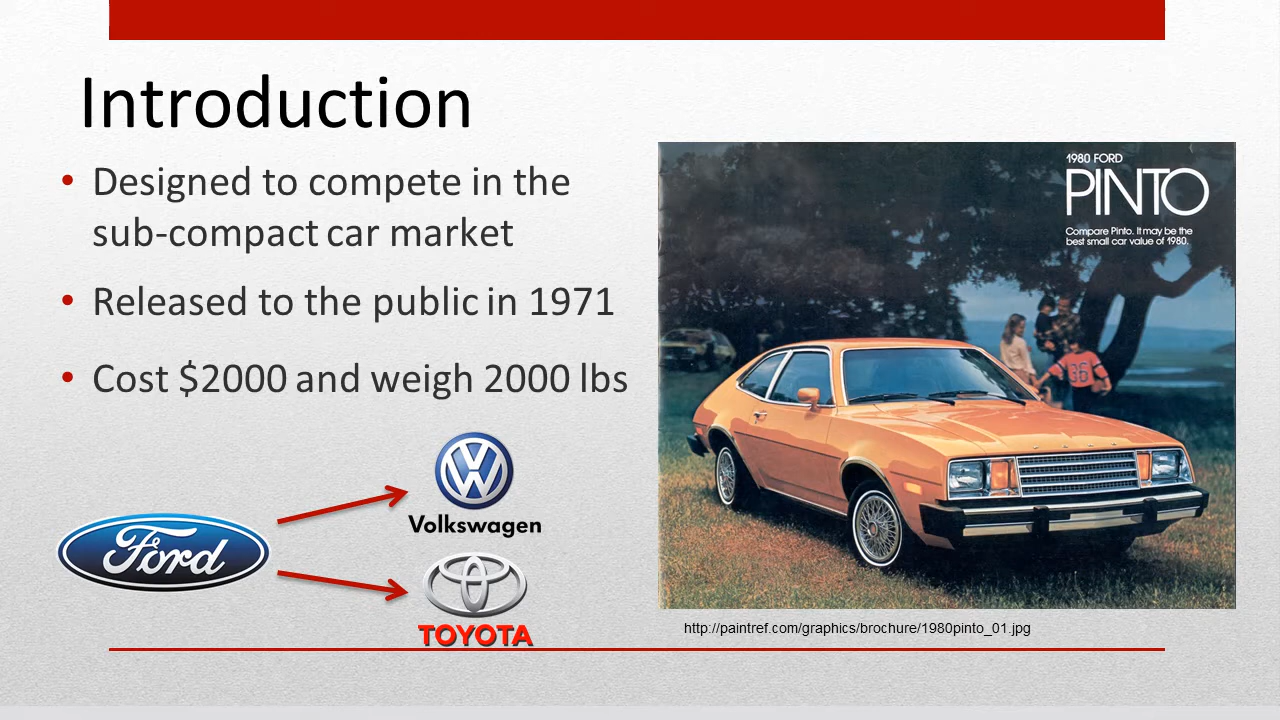 Introduction
• Designed to compete in the
sub-compact car market
• Released to the public in 1971
• Cost $2000 and weigh 2000 lbs
Ford
Volkswagen
TOYOTA
1980 FORD
PINTO
Compare Pinto. It may be the
best small car value of 1980.
36
FORD
http://paintref.com/graphics/brochure/1980pinto_01.jpg